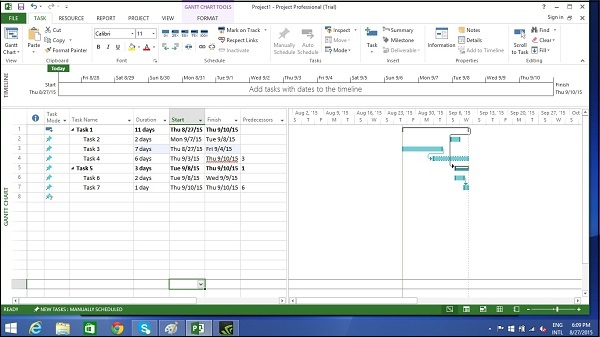 GANTT CHART TOOLS
Project1 - Project Professional (Trial)
FILE TASK RESOURCE REPORT PROJECT VIEW FORMAT Sign in
Gantt Chart Paste Cut Copy Format Painter Calibri 11 Mark on Track Respect Links Inactivate Manually Schedule Auto Schedule Inspect Move Mode Task Summary Milestone Deliverable Information Notes Details Add to Timeline Scroll to Task Find Clear Fill
View Clipboard Font Schedule Tasks Insert Properties Editing
Today
TIMELINE
Start Thu 8/27/15
Fri 8/28 Sat 8/29 Sun 8/30 Mon 8/31 Tue 9/1 Wed 9/2 Thu 9/3 Fri 9/4 Sat 9/5 Sun 9/6 Mon 9/7 Tue 9/8 Wed 9/9 Thu 9/10
Add tasks with dates to the timeline
Finish Thu 9/10/15
GANTT CHART
Task Mode Task Name Duration Start Finish Predecessors
Aug 2, '15 Aug 9, '15 Aug 16, '15 Aug 23, '15 Aug 30, '15 Sep 6, '15 Sep 13, '15 Sep 20, '15 Sep 27, '15
1 Task 1 11 days Thu 8/27/15 Thu 9/10/15
2 Task 2 2 days Mon 9/7/15 Tue 9/8/15
3 Task 3 7 days Thu 8/27/15 Fri 9/4/15
4 Task 4 6 days Thu 9/3/15 Thu 9/10/15 3
5 Task 5 3 days Tue 9/8/15 Thu 9/10/15 1
6 Task 6 2 days Tue 9/8/15 Wed 9/9/15
7 Task 7 1 day Thu 9/10/15 Thu 9/10/15 6
8
READY NEW TASKS : MANUALLY SCHEDULED
ENG INTL
6:03 PM
8/27/2015